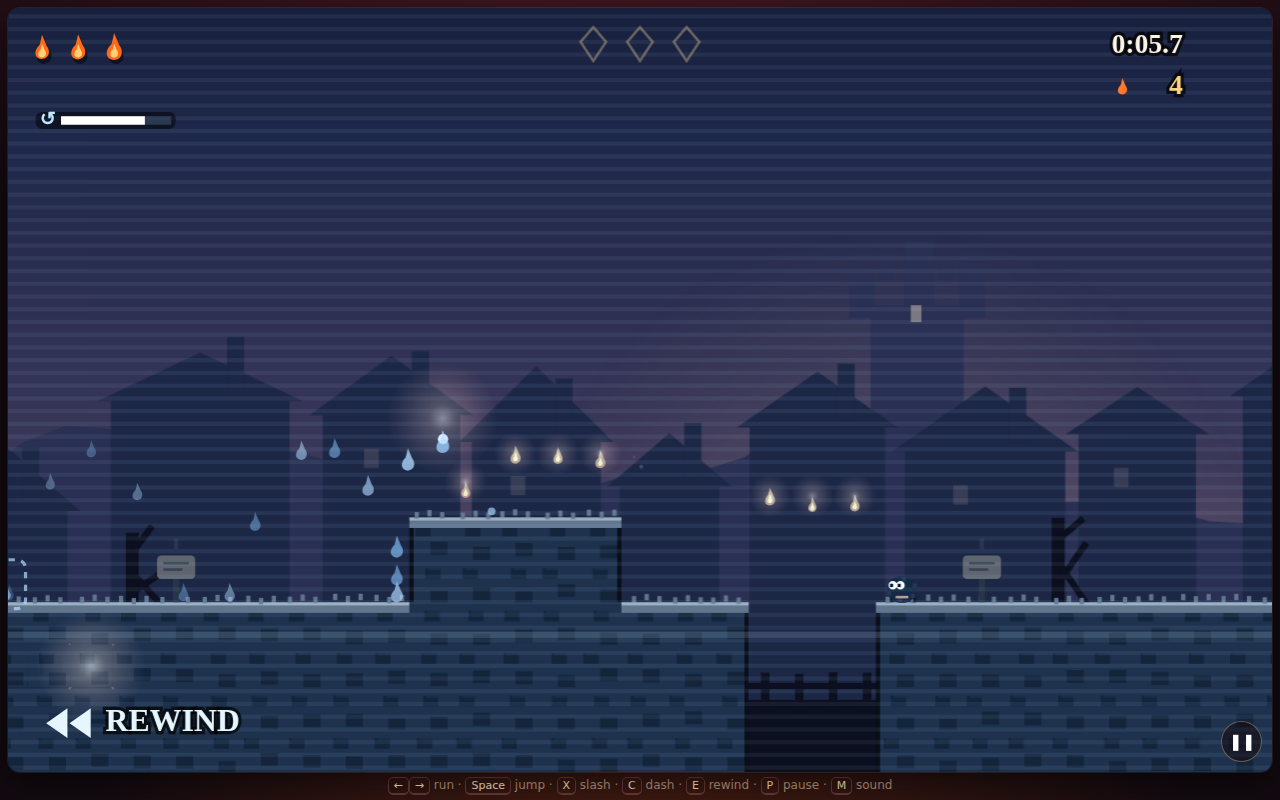 0:05.7
4
↺
REWIND
← → run · Space jump · X slash · C dash · E rewind · P pause · M sound